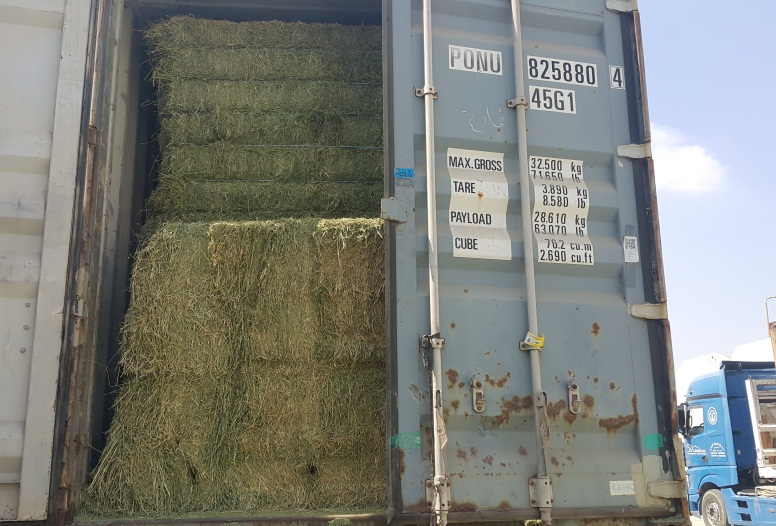 PONU
825880 4
45G1
MAX.GROSS 32.500 kg
71.650 lb
TARE 3.890 kg
8.580 lb
PAYLOAD 28.610 kg
63.070 lb
CUBE 76.2 cu.m
2.690 cu.ft